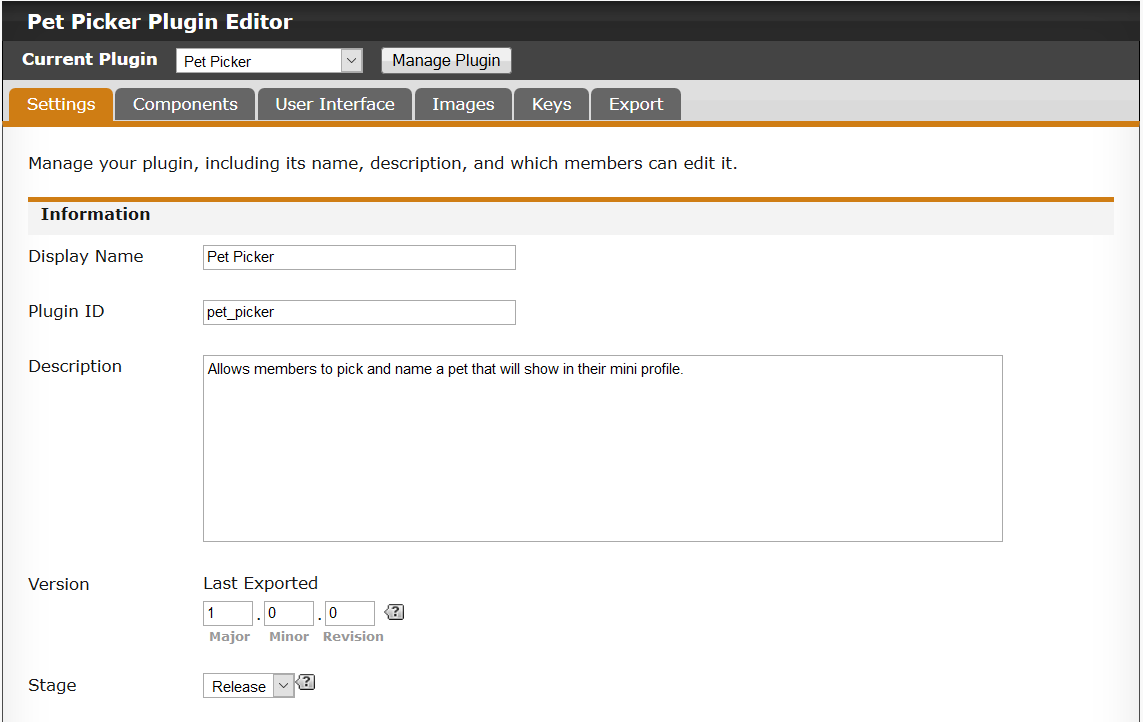 Pet Picker Plugin Editor
Current Plugin Pet Picker Manage Plugin
Settings Components User Interface Images Keys Export
Manage your plugin, including its name, description, and which members can edit it.
Information
Display Name Pet Picker
Plugin ID pet_picker
Description Allows members to pick and name a pet that will show in their mini profile.
Version Last Exported
1 . 0 . 0 ?
Major Minor Revision
Stage Release ?